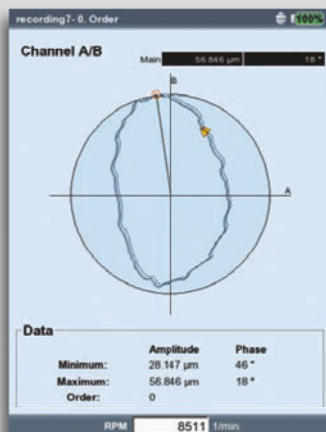 recording7- 0. Order 100%
Channel A/B
Main 56.846 µm 18 °
B
A
Data
Amplitude Phase
Minimum: 28.147 µm 46 °
Maximum: 56.846 µm 18 °
Order: 0
RPM 8511 1/min.